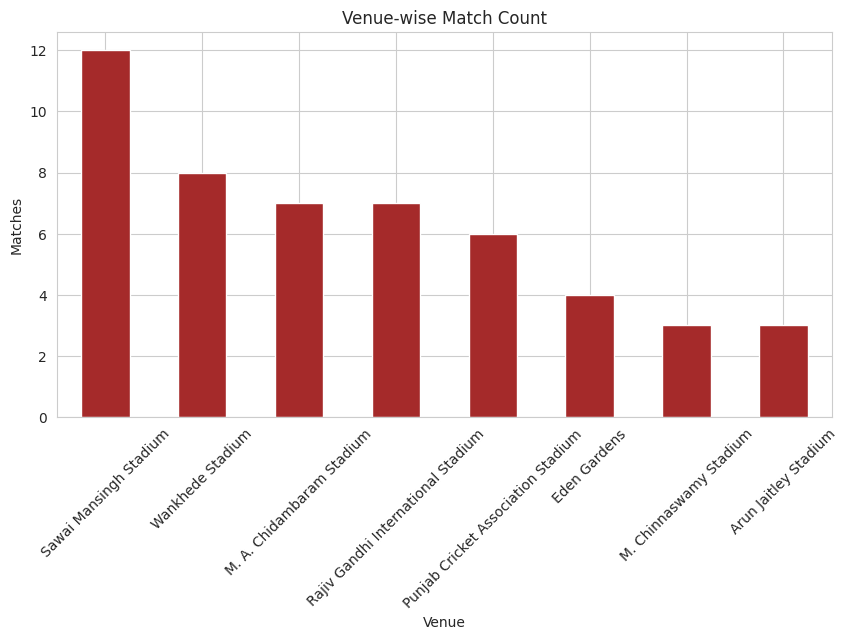 Venue-wise Match Count
Matches
12
10
8
6
4
2
0
Sawai Mansingh Stadium
Wankhede Stadium
M. A. Chidambaram Stadium
Rajiv Gandhi International Stadium
Punjab Cricket Association Stadium
Eden Gardens
M. Chinnaswamy Stadium
Arun Jaitley Stadium
Venue